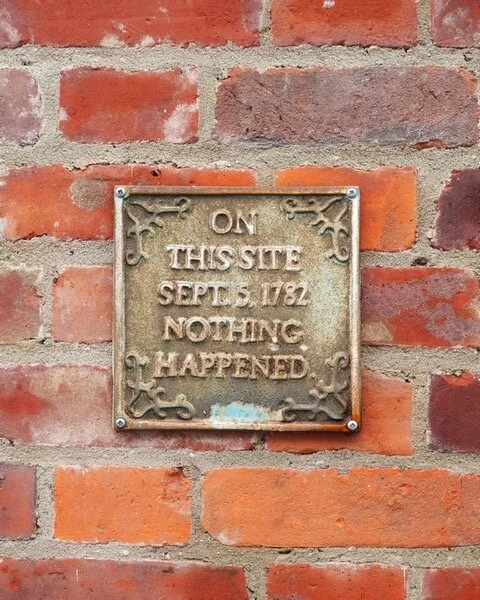 ON
THIS SITE
SEPT. 5, 1782
NOTHING
HAPPENED.